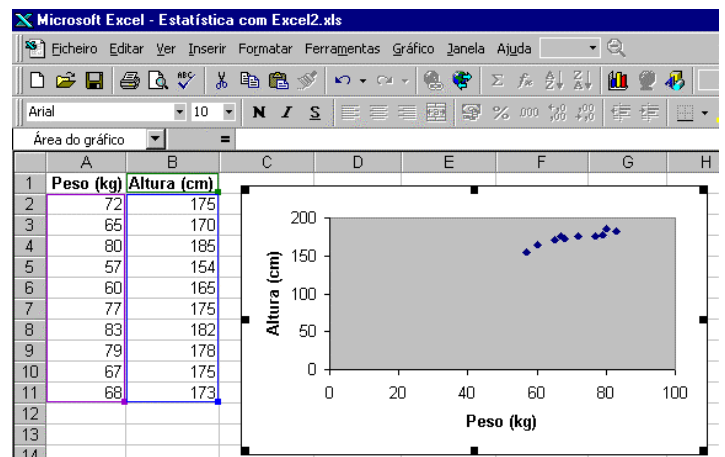 Microsoft Excel - Estatística com Excel2.xls
Eicheiro Editar Ver Inserir Formatar Ferramentas Gráfico Janela Ajuda
Arial 10 N I S % 000
Área do gráfico =
A B C D E F G H
1 Peso (kg) Altura (cm)
2 72 175
3 65 170
4 80 185
5 57 154
6 60 165
7 77 175
8 83 182
9 79 178
10 67 175
11 68 173
12
13
14
200
150
100
50
0
Altura (cm)
0 20 40 60 80 100
Peso (kg)